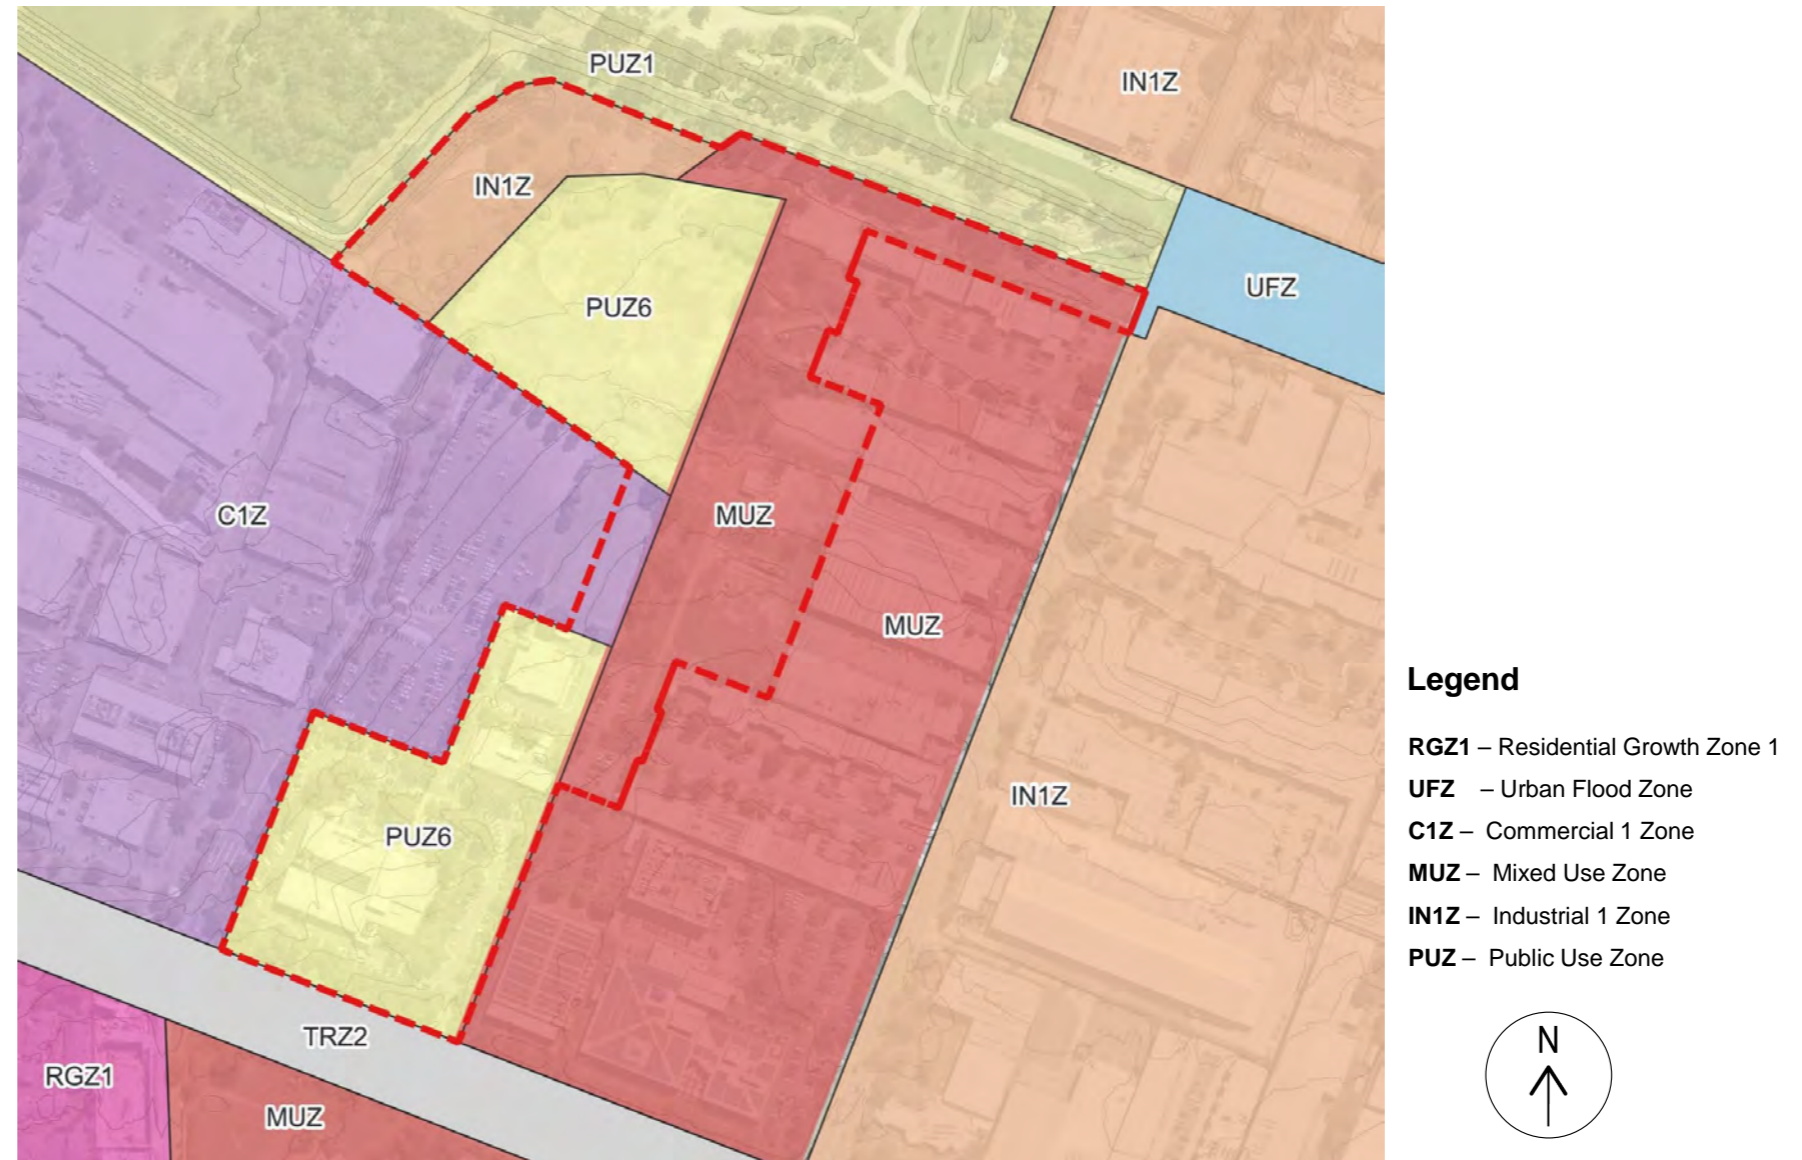 PUZ1
IN1Z
IN1Z
UFZ
PUZ6
C1Z
MUZ
MUZ
IN1Z
PUZ6
TRZ2
RGZ1
MUZ
Legend
RGZ1 – Residential Growth Zone 1
UFZ – Urban Flood Zone
C1Z – Commercial 1 Zone
MUZ – Mixed Use Zone
IN1Z – Industrial 1 Zone
PUZ – Public Use Zone
N